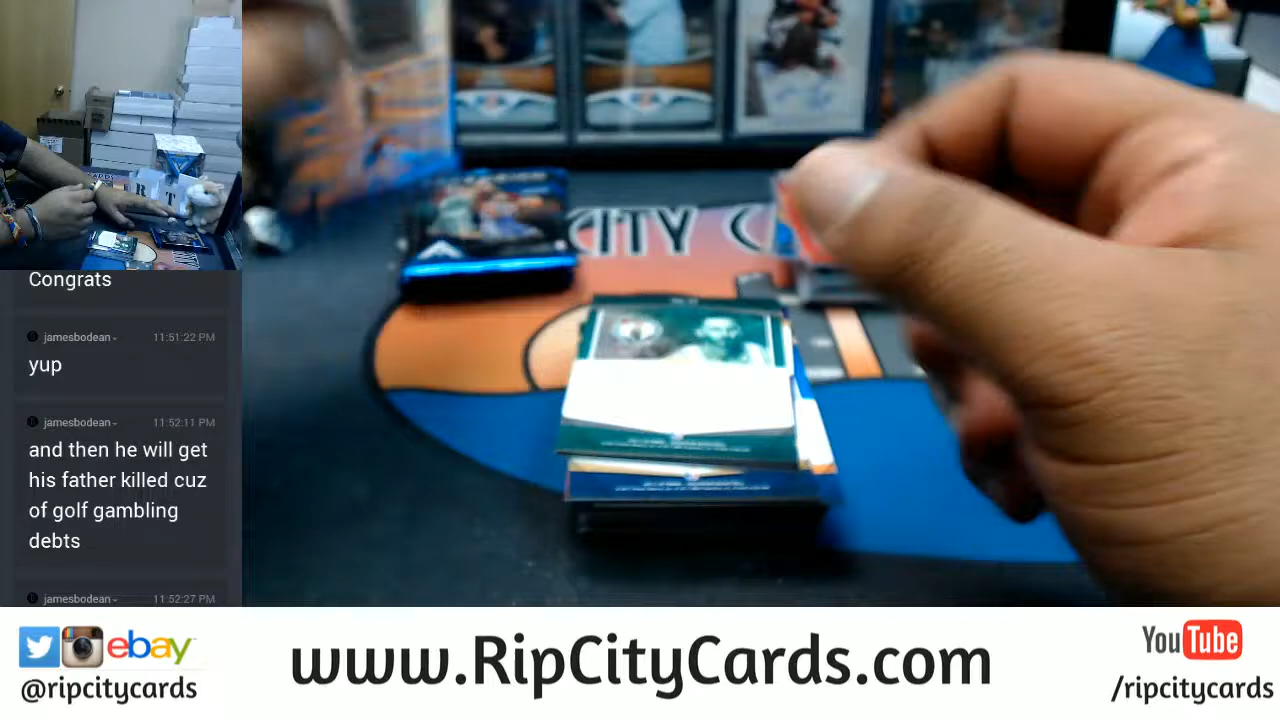 CITY C
Congrats
jamesbodean
11:51:22 PM
yup
jamesbodean
11:52:11 PM
and then he will get
his father killed cuz
of golf gambling
debts
jamesbodean
11:52:27 PM
ebay
@ripcitycards
www.RipCityCards.com
YouTube
/ripcitycards